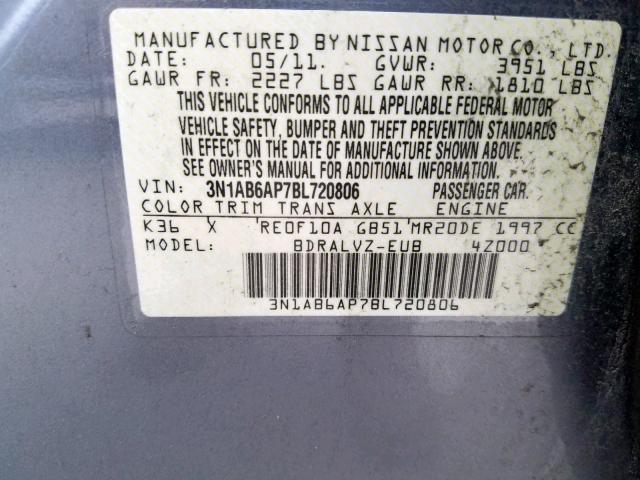 MANUFACTURED BY NISSAN MOTOR CO., LTD.
DATE: 05/11. GVWR: 3951 LBS
GAWR FR: 2227 LBS GAWR RR: 1810 LBS
THIS VEHICLE CONFORMS TO ALL APPLICABLE FEDERAL MOTOR
VEHICLE SAFETY, BUMPER AND THEFT PREVENTION STANDARDS
IN EFFECT ON THE DATE OF MANUFACTURE SHOWN ABOVE.
SEE OWNER'S MANUAL FOR ADDITIONAL INFORMATION.
VIN: 3N1AB6AP7BL720806 PASSENGER CAR.
COLOR TRIM TRANS AXLE ENGINE
K36 X RE0F10A GB51 MR20DE 1997 CC
MODEL: BDRALVZ-EUB 4Z000
3N1AB6AP7BL720806